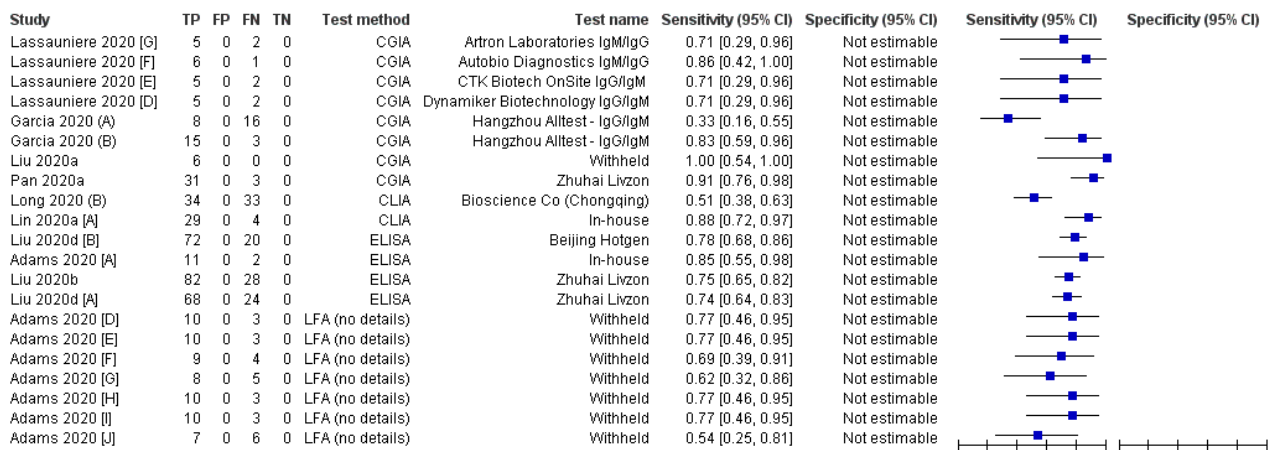 Study TP FP FN TN Test method Test name Sensitivity (95% CI) Specificity (95% CI) Sensitivity (95% CI) Specificity (95% CI)
Lassauniere 2020 [G] 5 0 2 0 CGIA Artron Laboratories IgM/IgG 0.71 [0.29, 0.96] Not estimable
Lassauniere 2020 [F] 6 0 1 0 CGIA Autobio Diagnostics IgM/IgG 0.86 [0.42, 1.00] Not estimable
Lassauniere 2020 [E] 5 0 2 0 CGIA CTK Biotech OnSite IgG/IgM 0.71 [0.29, 0.96] Not estimable
Lassauniere 2020 [D] 5 0 2 0 CGIA Dynamiker Biotechnology IgG/IgM 0.71 [0.29, 0.96] Not estimable
Garcia 2020 (A) 8 0 16 0 CGIA Hangzhou Alltest - IgG/IgM 0.33 [0.16, 0.55] Not estimable
Garcia 2020 (B) 15 0 3 0 CGIA Hangzhou Alltest - IgG/IgM 0.83 [0.59, 0.96] Not estimable
Liu 2020a 6 0 0 0 CGIA Withheld 1.00 [0.54, 1.00] Not estimable
Pan 2020a 31 0 3 0 CGIA Zhuhai Livzon 0.91 [0.76, 0.98] Not estimable
Long 2020 (B) 34 0 33 0 CLIA Bioscience Co (Chongqing) 0.51 [0.38, 0.63] Not estimable
Lin 2020a [A] 29 0 4 0 CLIA In-house 0.88 [0.72, 0.97] Not estimable
Liu 2020d [B] 72 0 20 0 ELISA Beijing Hotgen 0.78 [0.68, 0.86] Not estimable
Adams 2020 [A] 11 0 2 0 ELISA In-house 0.85 [0.55, 0.98] Not estimable
Liu 2020b 82 0 28 0 ELISA Zhuhai Livzon 0.75 [0.65, 0.82] Not estimable
Liu 2020d [A] 68 0 24 0 ELISA Zhuhai Livzon 0.74 [0.64, 0.83] Not estimable
Adams 2020 [D] 10 0 3 0 LFA (no details) Withheld 0.77 [0.46, 0.95] Not estimable
Adams 2020 [E] 10 0 3 0 LFA (no details) Withheld 0.77 [0.46, 0.95] Not estimable
Adams 2020 [F] 9 0 4 0 LFA (no details) Withheld 0.69 [0.39, 0.91] Not estimable
Adams 2020 [G] 8 0 5 0 LFA (no details) Withheld 0.62 [0.32, 0.86] Not estimable
Adams 2020 [H] 10 0 3 0 LFA (no details) Withheld 0.77 [0.46, 0.95] Not estimable
Adams 2020 [I] 10 0 3 0 LFA (no details) Withheld 0.77 [0.46, 0.95] Not estimable
Adams 2020 [J] 7 0 6 0 LFA (no details) Withheld 0.54 [0.25, 0.81] Not estimable